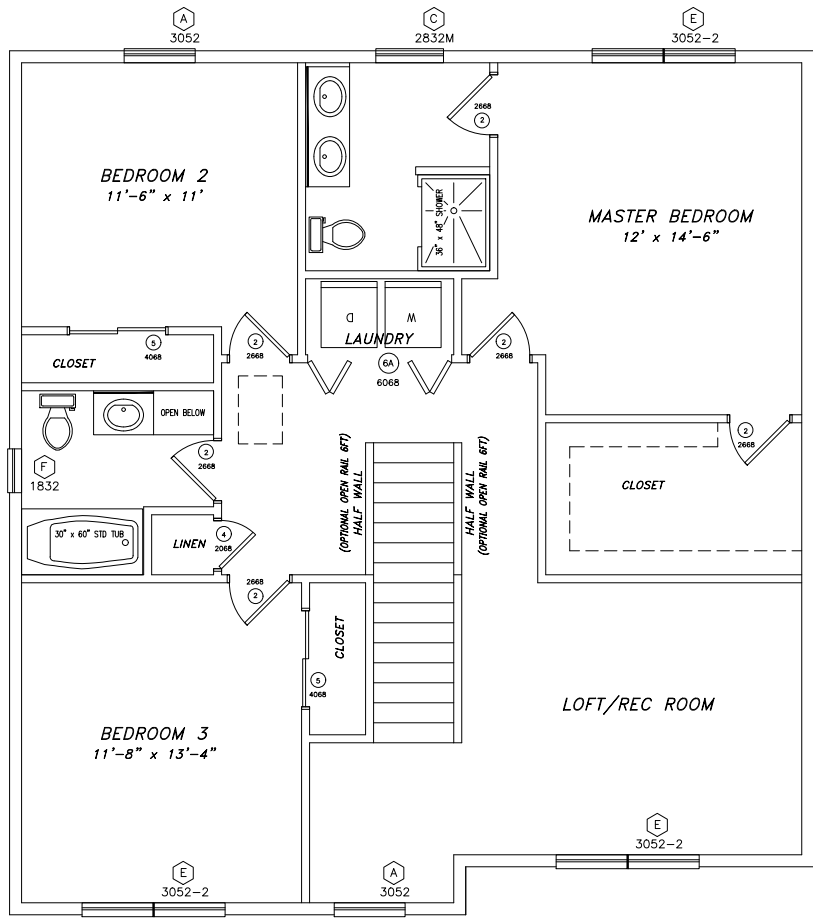 A
3052
C
2832M
E
3052-2
2668
2
BEDROOM 2
11'-6" x 11'
36" x 48" SHOWER
MASTER BEDROOM
12' x 14'-6"
D
W
LAUNDRY
5
4068
CLOSET
2
2668
6A
6068
2
2668
OPEN BELOW
2
2668
2
2668
F
1832
(OPTIONAL OPEN RAIL 6FT)
HALF WALL
HALF WALL
(OPTIONAL OPEN RAIL 6FT)
CLOSET
30" x 60" STD TUB
LINEN
4
2068
2668
2
CLOSET
5
4068
BEDROOM 3
11'-8" x 13'-4"
LOFT/REC ROOM
E
3052-2
E
3052-2
A
3052